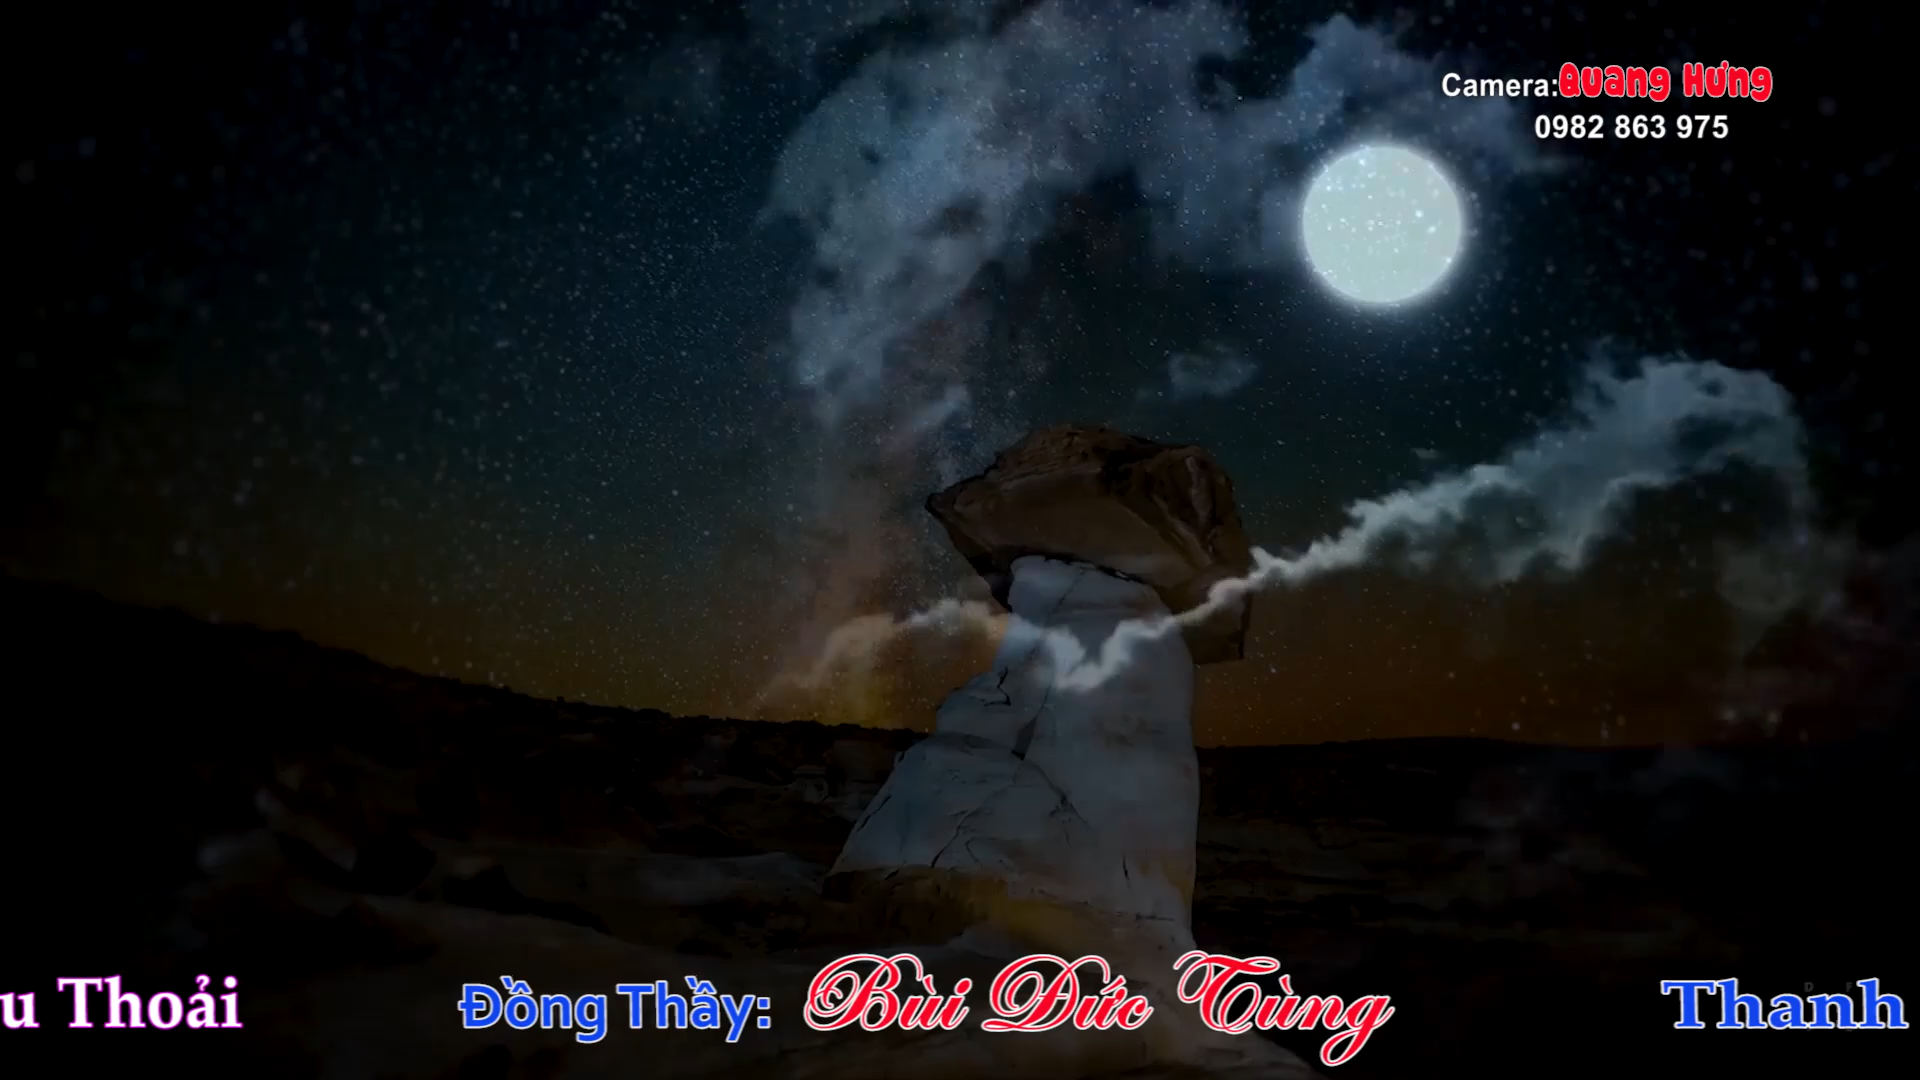 Camera:Quang Hưng
0982 863 975
u Thoải Đồng Thầy: Bùi Đức Tùng Thanh